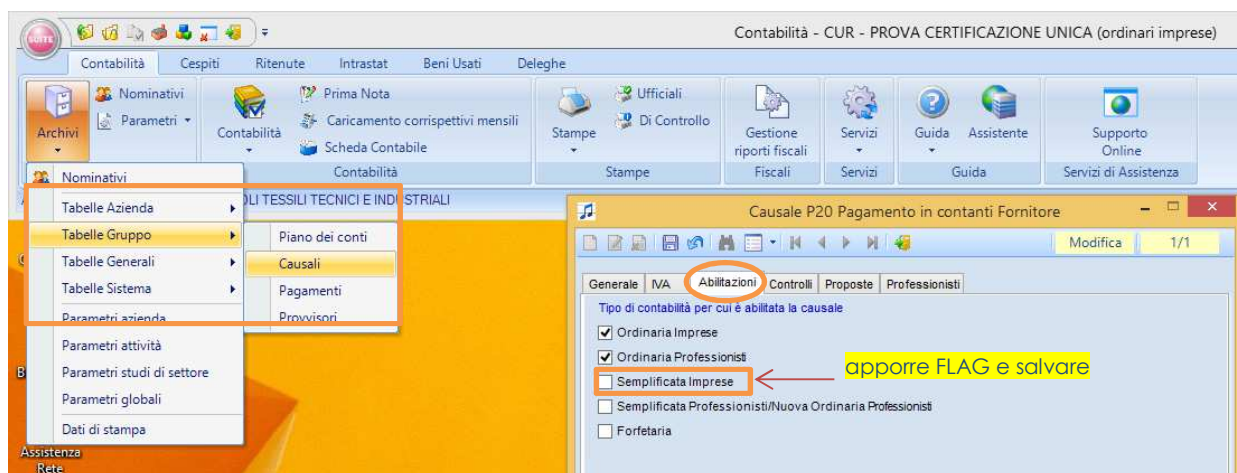 SUITE
Contabilità - CUR - PROVA CERTIFICAZIONE UNICA (ordinari imprese)
Contabilità Cespiti Ritenute Intrastat Beni Usati Deleghe
Archivi
Nominativi
Parametri
Contabilità
Prima Nota
Caricamento corrispettivi mensili
Scheda Contabile
Contabilità
Stampe
Ufficiali
Di Controllo
Stampe
Gestione
riporti fiscali
Fiscali
Servizi
Servizi
Guida
Assistente
Guida
Supporto
Online
Servizi di Assistenza
Nominativi
Tabelle Azienda
Tabelle Gruppo
Tabelle Generali
Tabelle Sistema
Parametri azienda
Parametri attività
Parametri studi di settore
Parametri globali
Dati di stampa
TESSILI TECNICI E INDUSTRIALI
Piano dei conti
Causali
Pagamenti
Provvisori
Causale P20 Pagamento in contanti Fornitore
Modifica 1/1
Generale IVA Abilitazioni Controlli Proposte Professionisti
Tipo di contabilità per cui è abilitata la causale
Ordinaria Imprese
Ordinaria Professionisti
Semplificata Imprese
Semplificata Professionisti/Nuova Ordinaria Professionisti
Forfetaria
apporre FLAG e salvare
Assistenza
Rete